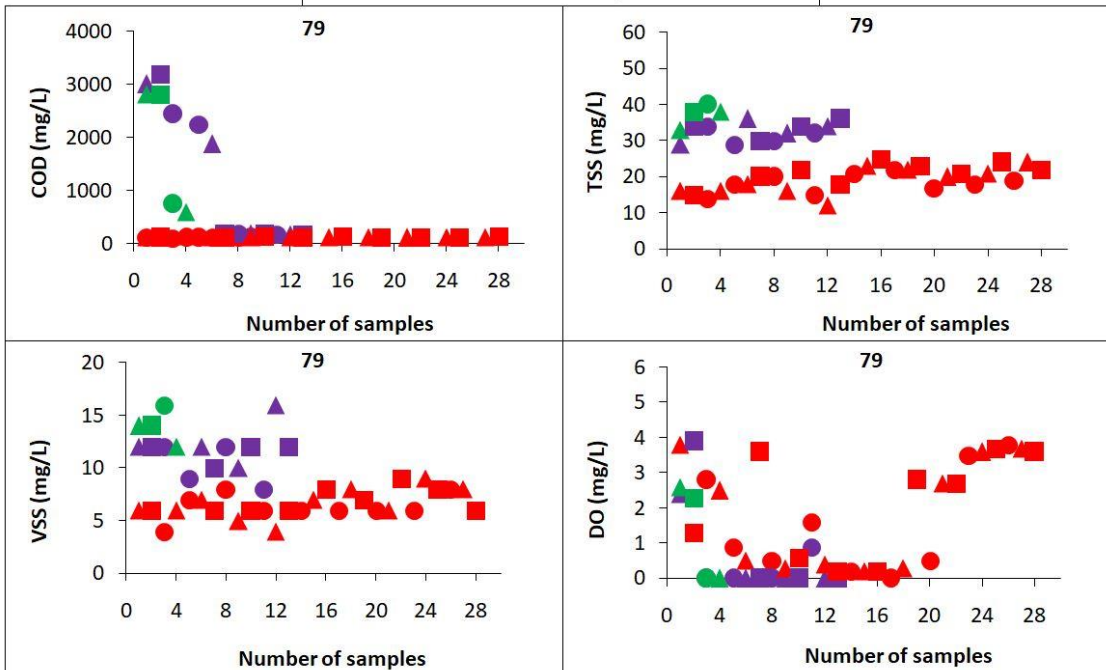 79
COD (mg/L)
4000
3000
2000
1000
0
0 4 8 12 16 20 24 28
Number of samples
79
TSS (mg/L)
60
50
40
30
20
10
0
0 4 8 12 16 20 24 28
Number of samples
79
VSS (mg/L)
20
15
10
5
0
0 4 8 12 16 20 24 28
Number of samples
79
DO (mg/L)
6
5
4
3
2
1
0
0 4 8 12 16 20 24 28
Number of samples